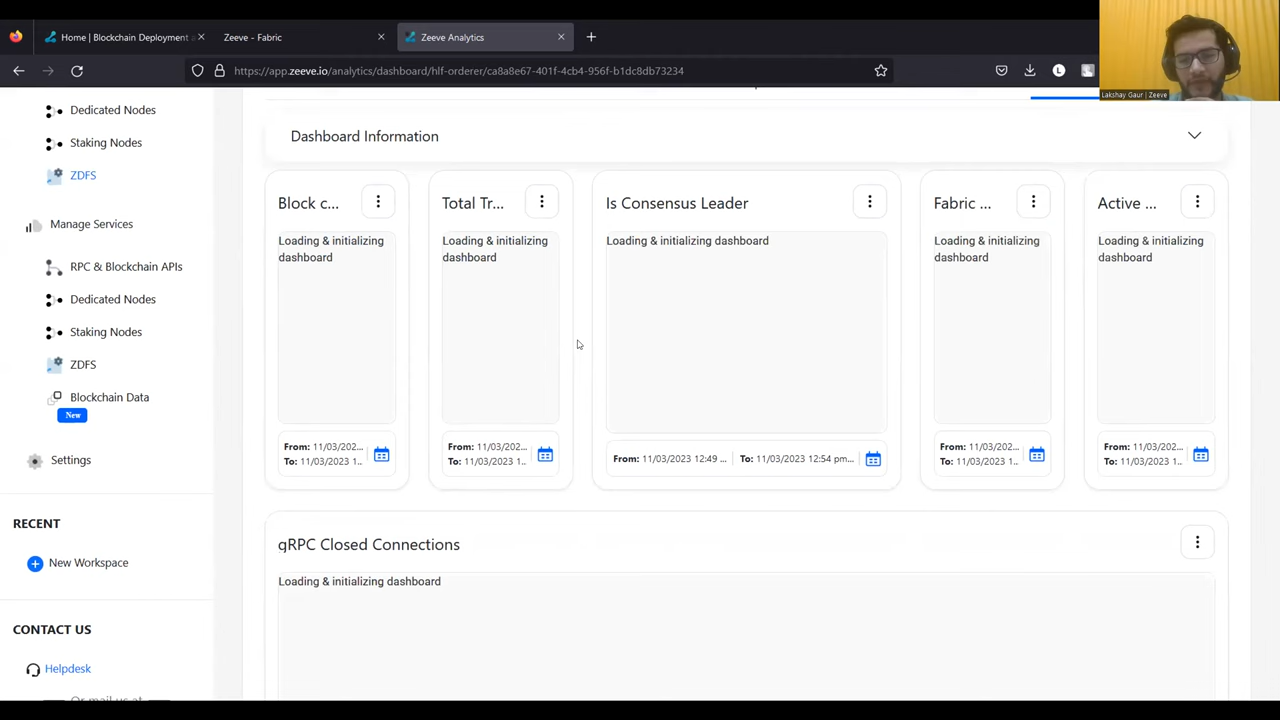 Home | Blockchain Deployment a
Zeeve - Fabric
Zeeve Analytics
https://app.zeeve.io/analytics/dashboard/hlf-orderer/ca8a8e67-401f-4cb4-956f-b1dc8db73234
L
Lakshay Gaur | Zeeve
Dedicated Nodes
Staking Nodes
ZDFS
Manage Services
RPC & Blockchain APIs
Dedicated Nodes
Staking Nodes
ZDFS
Blockchain Data
New
Settings
RECENT
New Workspace
CONTACT US
Helpdesk
Or mail us at
Dashboard Information
Block c...
Loading & initializing
dashboard
From: 11/03/202...
To: 11/03/2023 1...
Total Tr...
Loading & initializing
dashboard
From: 11/03/202...
To: 11/03/2023 1...
Is Consensus Leader
Loading & initializing dashboard
From: 11/03/2023 12:49 ...
To: 11/03/2023 12:54 pm...
Fabric ...
Loading & initializing
dashboard
From: 11/03/202...
To: 11/03/2023 1...
Active ...
Loading & initializing
dashboard
From: 11/03/202...
To: 11/03/2023 1...
gRPC Closed Connections
Loading & initializing dashboard